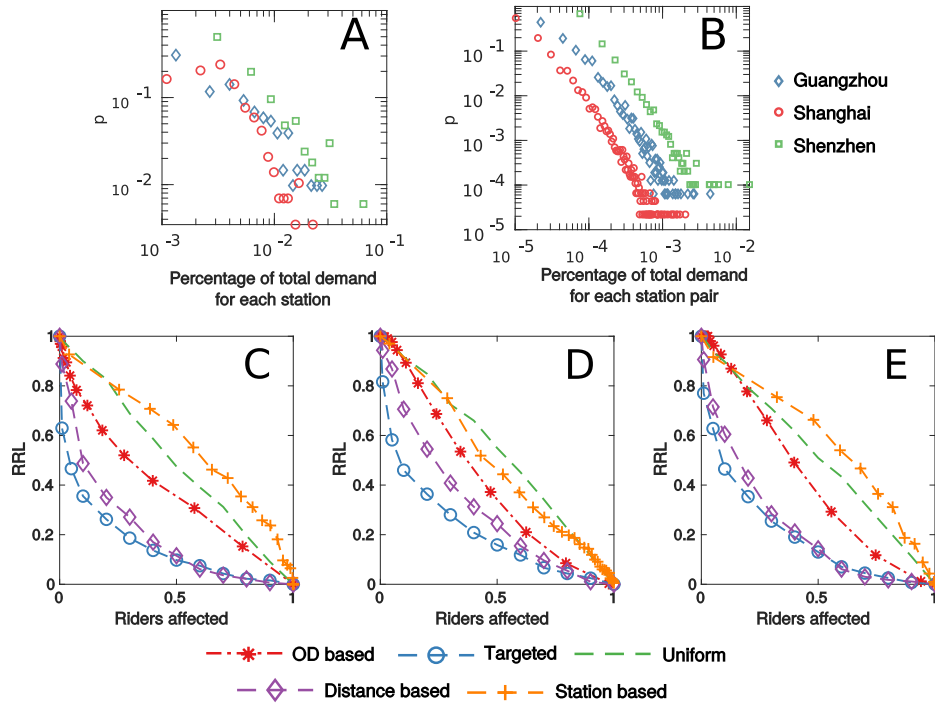 A
B
p
10^-1
10^-2
10^-3
10^-2
10^-1
Percentage of total demand
for each station
p
10^-1
10^-2
10^-3
10^-4
10^-5
10^-5
10^-4
10^-3
10^-2
Percentage of total demand
for each station pair
Guangzhou
Shanghai
Shenzhen
C
D
E
RRL
1
0.8
0.6
0.4
0.2
0
0
0.5
1
Riders affected
RRL
1
0.8
0.6
0.4
0.2
0
0
0.5
1
Riders affected
RRL
1
0.8
0.6
0.4
0.2
0
0
0.5
1
Riders affected
OD based
Targeted
Uniform
Distance based
Station based